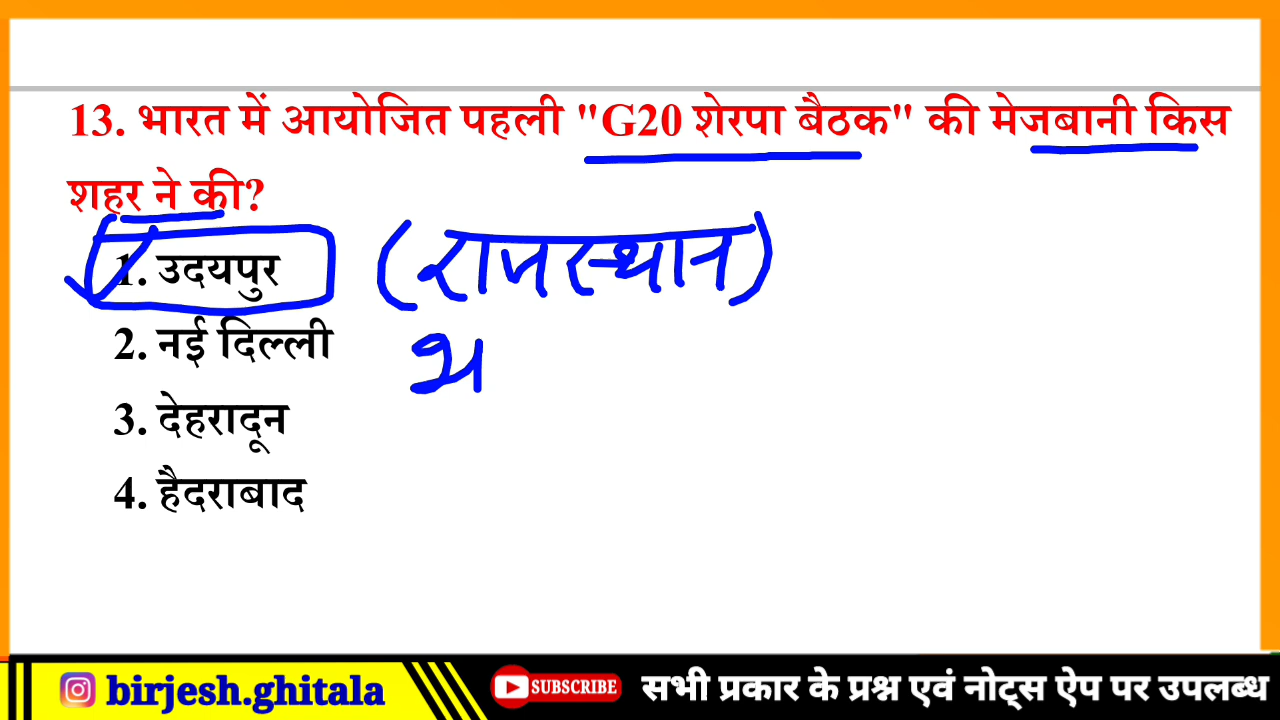 13. भारत में आयोजित पहली "G20 शेरपा बैठक" की मेजबानी किस
शहर ने की?
1. उदयपुर (राजस्थान)
2. नई दिल्ली
3. देहरादून
4. हैदराबाद
birjesh.ghitala SUBSCRIBE सभी प्रकार के प्रश्न एवं नोट्स ऐप पर उपलब्ध